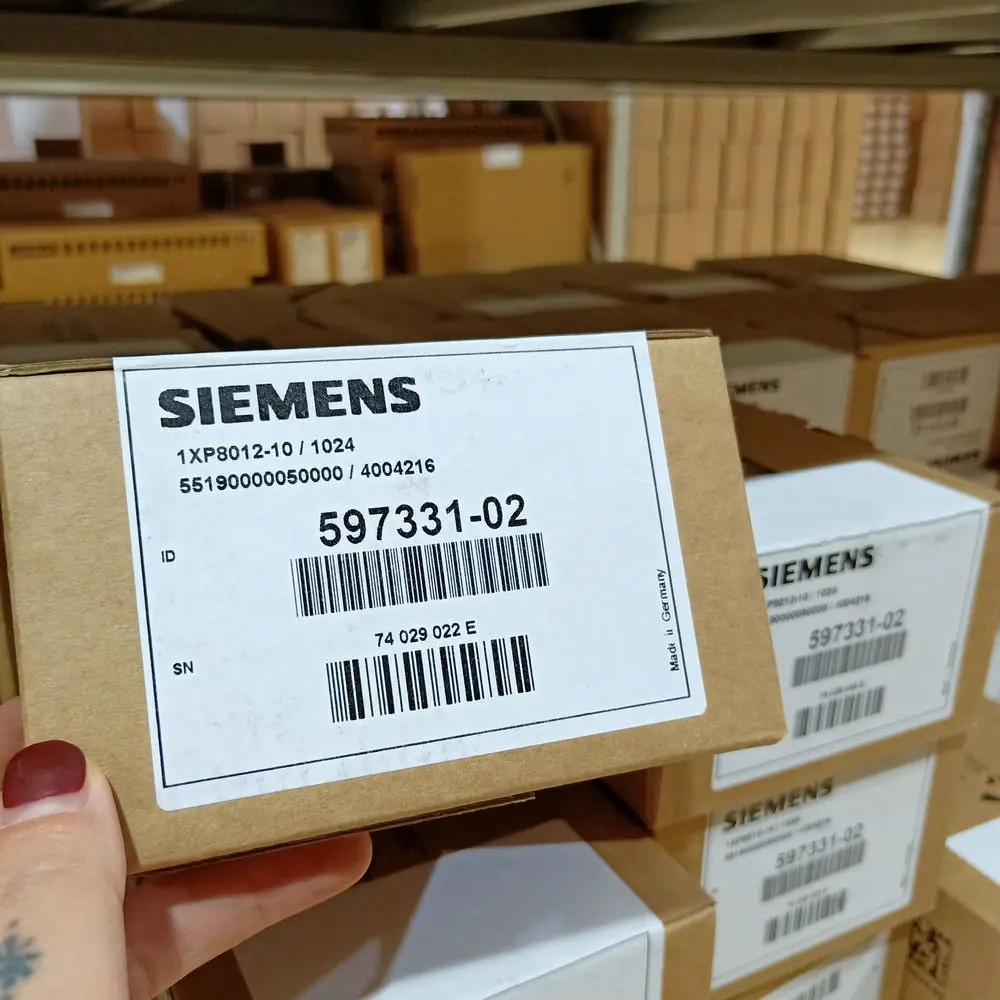 SIEMENS
1XP8012-10 / 1024
55190000050000 / 4004216
597331-02
ID
74 029 022 E
SN
Made in Germany
SIEMENS
597331-02
SIEMENS
597331-02